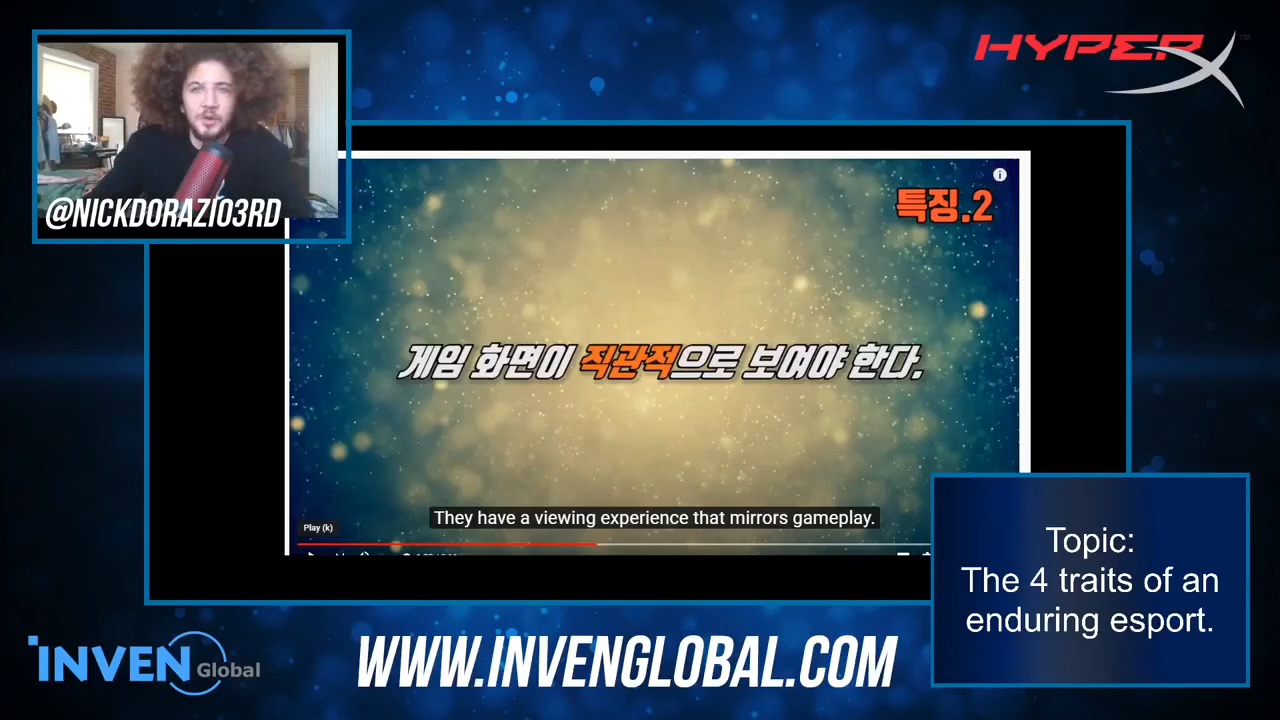 HYPERX
TM
@NICKDORAZIO3RD
특징.2
게임 화면이 직관적으로 보여야 한다.
They have a viewing experience that mirrors gameplay.
Play (k)
Topic:
The 4 traits of an
enduring esport.
INVEN Global
WWW.INVENGLOBAL.COM